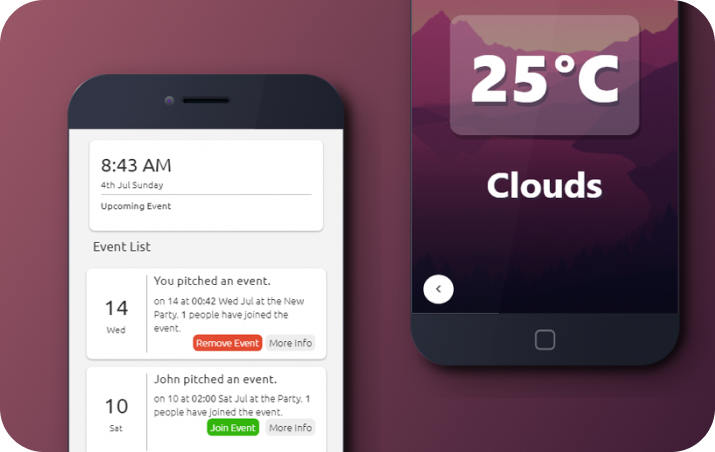 8:43 AM
4th Jul Sunday
Upcoming Event
Event List
14
Wed
You pitched an event.
on 14 at 00:42 Wed Jul at the New
Party. 1 people have joined the
event.
Remove Event More Info
10
Sat
John pitched an event.
on 10 at 02:00 Sat Jul at the Party. 1
people have joined the event.
Join Event More Info
25°C
Clouds